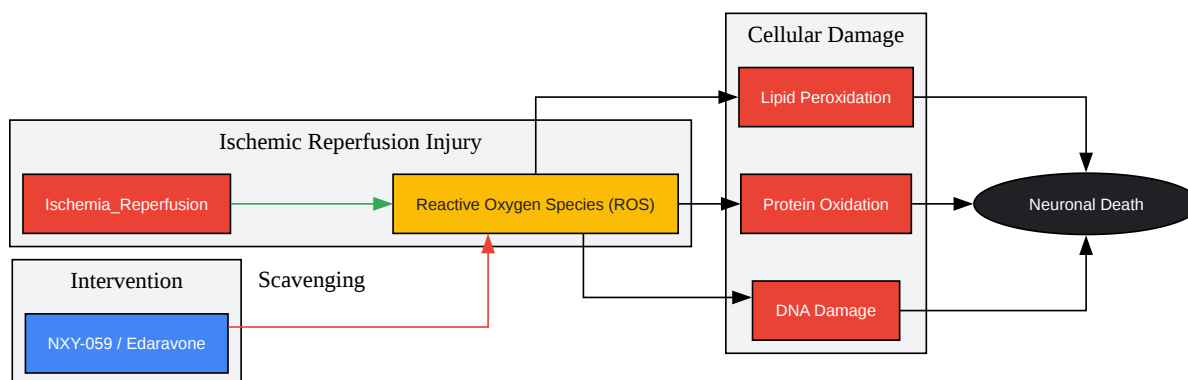 Cellular Damage
Lipid Peroxidation
Ischemic Reperfusion Injury
Ischemia_Reperfusion
Reactive Oxygen Species (ROS)
Protein Oxidation
Neuronal Death
Intervention
Scavenging
DNA Damage
NXY-059 / Edaravone